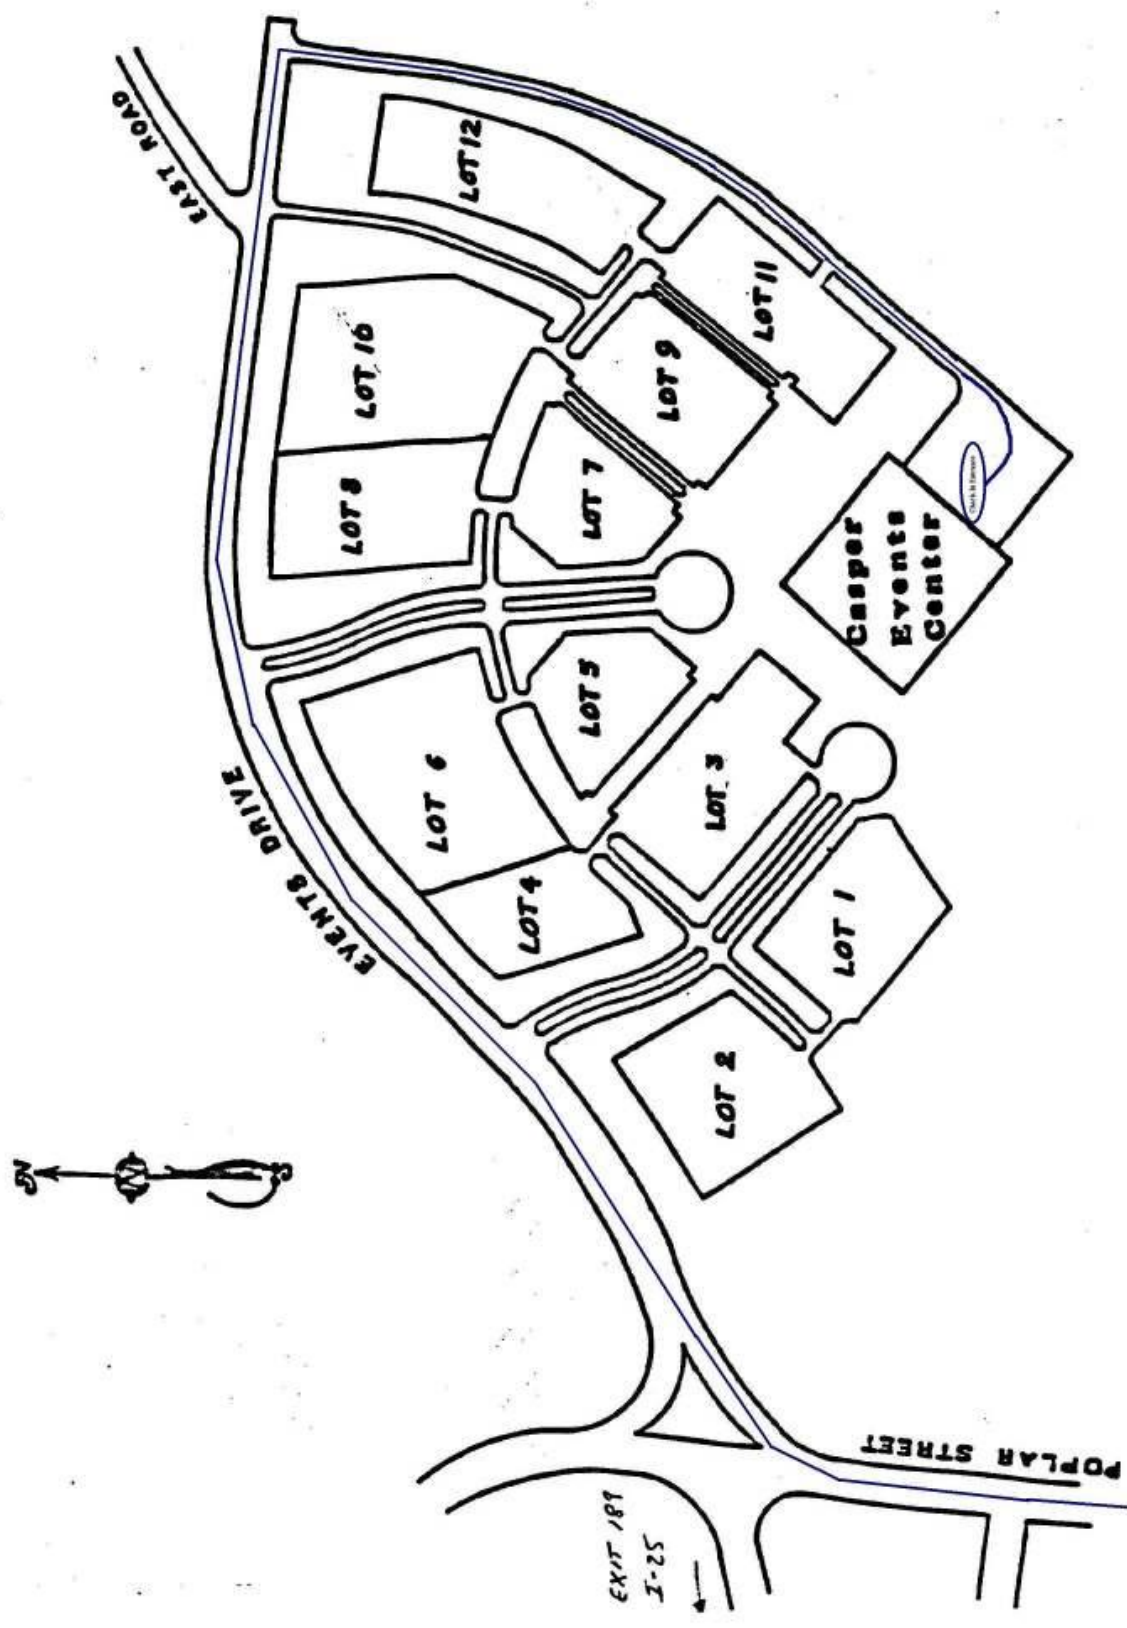 EAST ROAD
LOT 12
LOT 11
LOT 10
LOT 9
LOT 8
LOT 7
Casper
Events
Center
LOT 6
LOT 5
LOT 3
LOT 4
EVENTS DRIVE
LOT 1
LOT 2
N
S
POPLAR STREET
EXIT 189
I-25